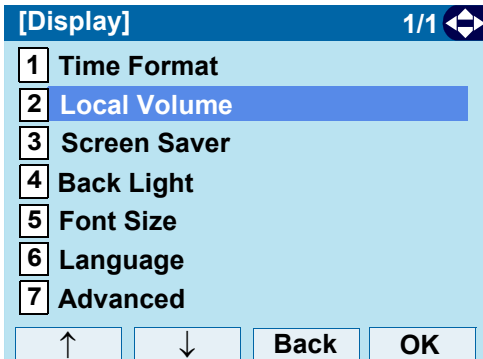 [Display] 1/1
1 Time Format
2 Local Volume
3 Screen Saver
4 Back Light
5 Font Size
6 Language
7 Advanced
↑ ↓ Back OK